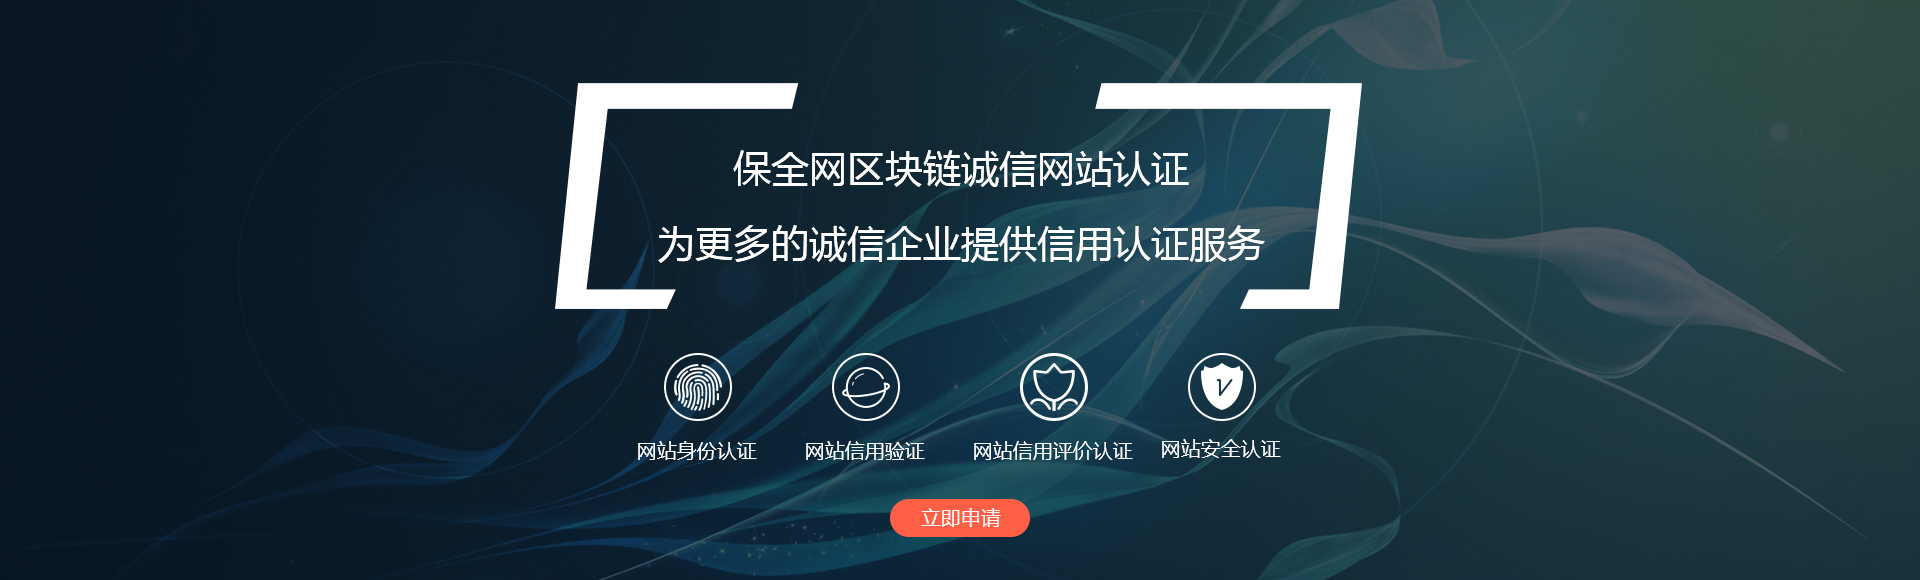 保全网区块链诚信网站认证
为更多的诚信企业提供信用认证服务
网站身份认证
网站信用验证
网站信用评价认证
网站安全认证
立即申请